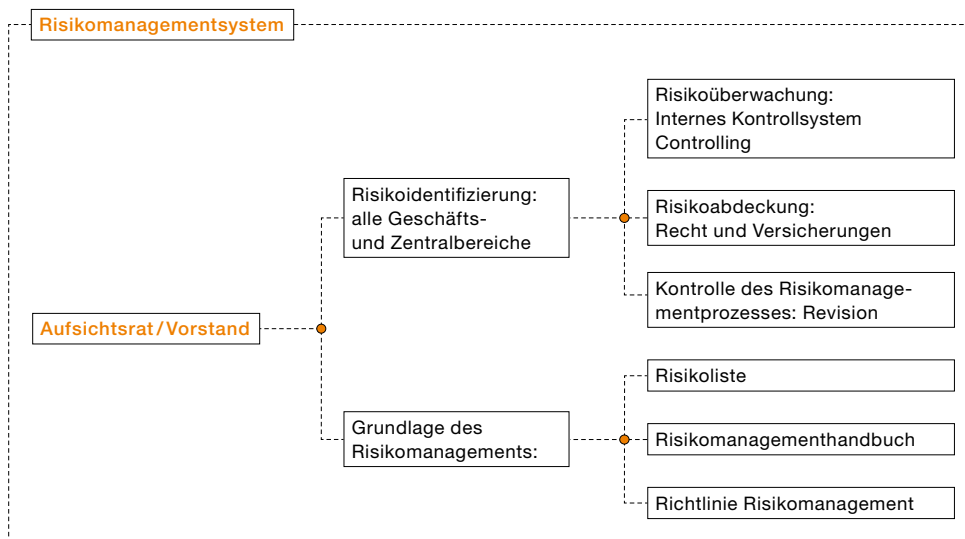 Risikomanagementsystem
Risikoüberwachung:
Internes Kontrollsystem
Controlling
Risikoidentifizierung:
alle Geschäfts-
und Zentralbereiche
Risikoabdeckung:
Recht und Versicherungen
Kontrolle des Risikomanage-
mentprozesses: Revision
Aufsichtsrat/Vorstand
Risikoliste
Grundlage des
Risikomanagements:
Risikomanagementhandbuch
Richtlinie Risikomanagement